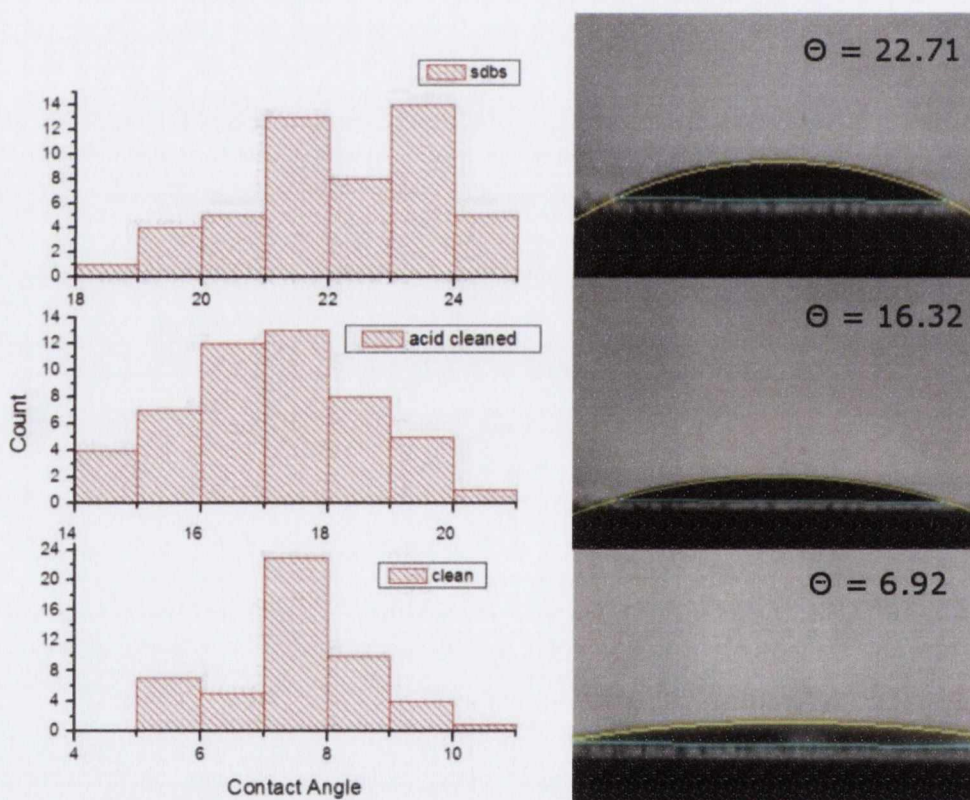 sdbs
14
12
10
8
6
4
2
0
18 20 22 24
Θ = 22.71
acid cleaned
14
12
10
8
6
4
2
0
14 16 18 20
Θ = 16.32
clean
24
20
16
12
8
4
0
4 6 8 10
Θ = 6.92
Count
Contact Angle